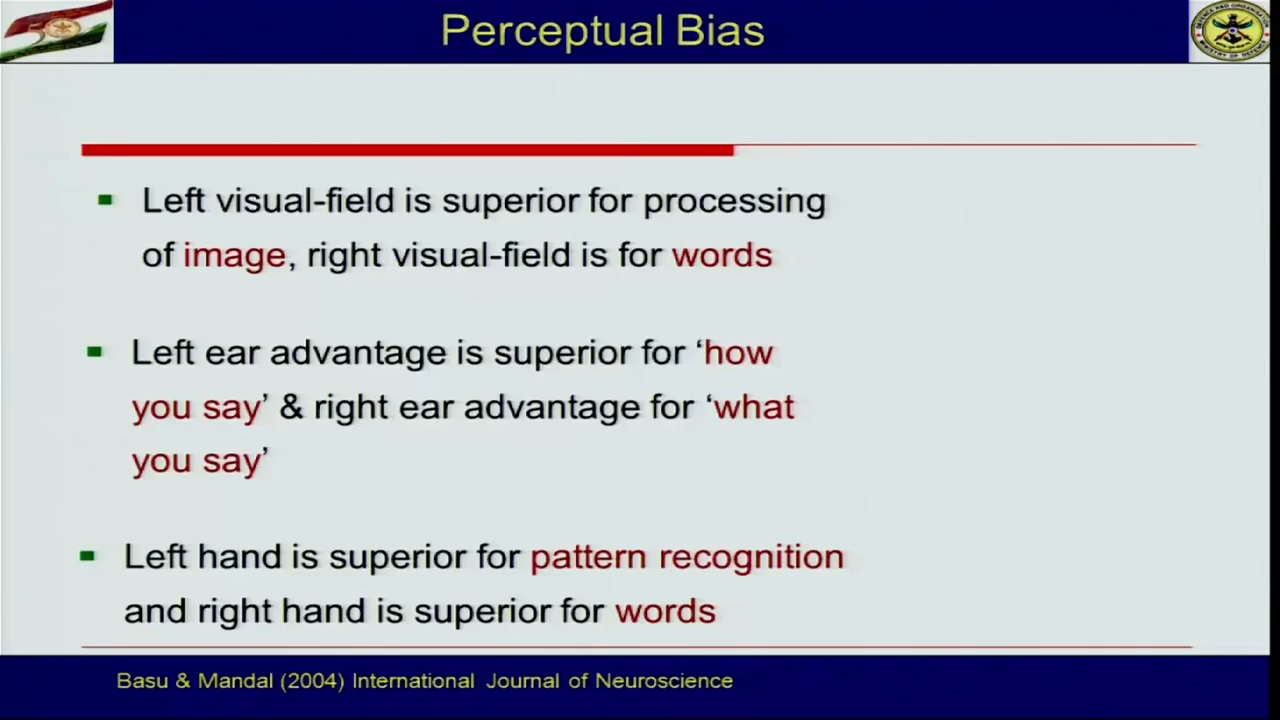 Perceptual Bias
Left visual-field is superior for processing
of image, right visual-field is for words
Left ear advantage is superior for ‘how
you say’ & right ear advantage for ‘what
you say’
Left hand is superior for pattern recognition
and right hand is superior for words
Basu & Mandal (2004) International Journal of Neuroscience